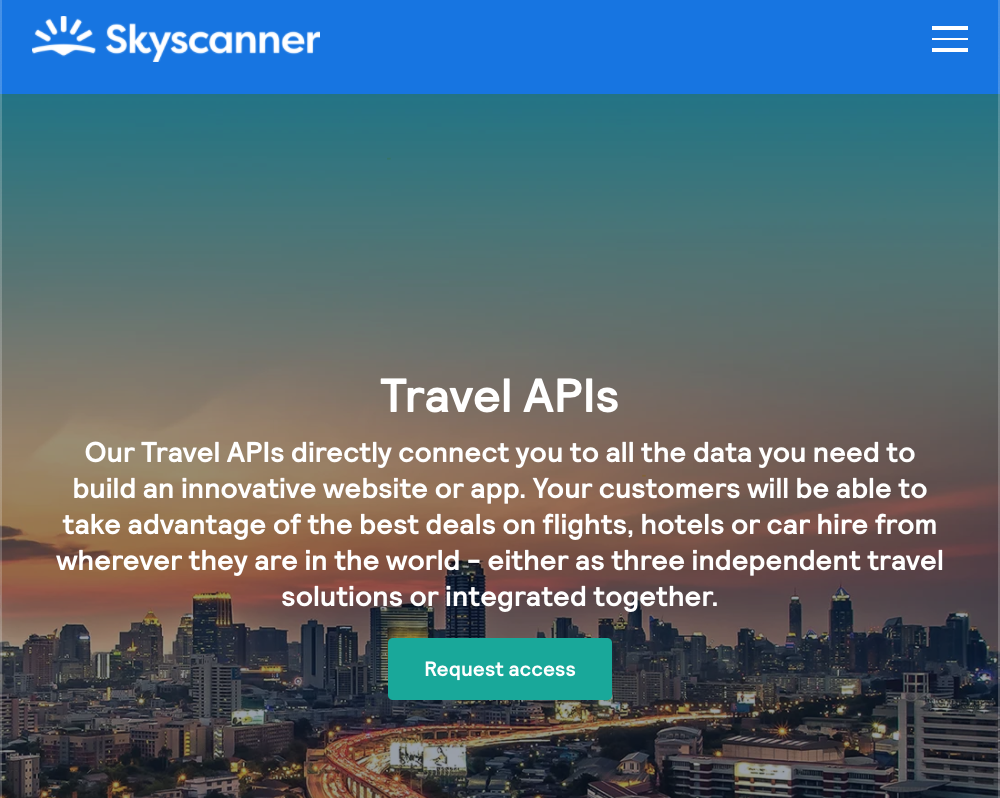 Skyscanner
Travel APIs
Our Travel APIs directly connect you to all the data you need to
build an innovative website or app. Your customers will be able to
take advantage of the best deals on flights, hotels or car hire from
wherever they are in the world – either as three independent travel
solutions or integrated together.
Request access